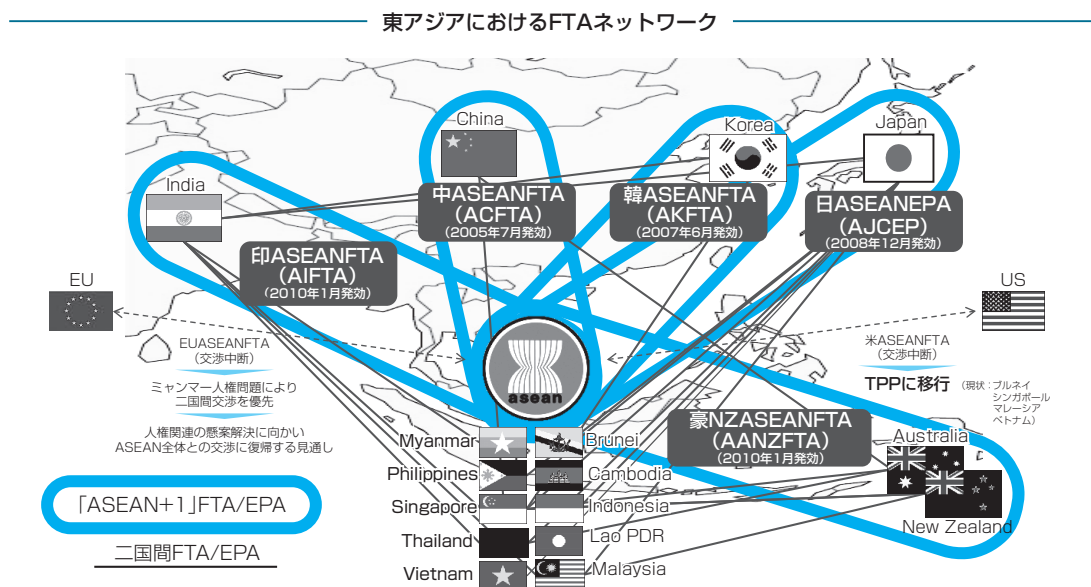 東アジアにおけるFTAネットワーク
China
Korea
Japan
India
中ASEANFTA
(ACFTA)
(2005年7月発効)
韓ASEANFTA
(AKFTA)
(2007年6月発効)
日ASEANEPA
(AJCEP)
(2008年12月発効)
印ASEANFTA
(AIFTA)
(2010年1月発効)
EU
US
EUASEANFTA
(交渉中断)
ミャンマー人権問題により
二国間交渉を優先
人権関連の懸案解決に向かい
ASEAN全体との交渉に復帰する見通し
米ASEANFTA
(交渉中断)
TPPに移行
(現状:ブルネイ
シンガポール
マレーシア
ベトナム)
asean
豪NZASEANFTA
(AANZFTA)
(2010年1月発効)
Australia
New Zealand
Myanmar
Brunei
Philippines
Cambodia
Singapore
Indonesia
Thailand
Lao PDR
Vietnam
Malaysia
「ASEAN+1」FTA/EPA
二国間FTA/EPA